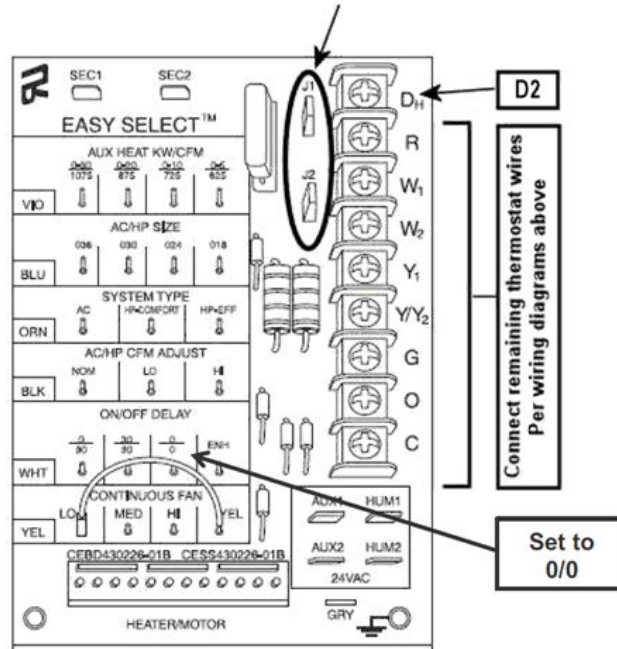 SEC1 SEC2
EASY SELECT™
J1
J2
DH
R
W1
W2
Y1
Y/Y2
G
O
C
D2
Connect remaining thermostat wires
Per wiring diagrams above
AUX HEAT KW/CFM
0-30 0-20 0-10 0-5
1075 875 725 625
VIO
AC/HP SIZE
036 030 024 018
BLU
SYSTEM TYPE
AC HP-COMFORT HP-EFF
ORN
AC/HP CFM ADJUST
NOM LO HI
BLK
ON/OFF DELAY
0 30 0 ENH
90 90 0
WHT
CONTINUOUS FAN
LO MED HI YEL
YEL
AUX1 HUM1
AUX2 HUM2
24VAC
Set to
0/0
CEBD430226-01B CESS430226-01B
HEATER/MOTOR
GRY